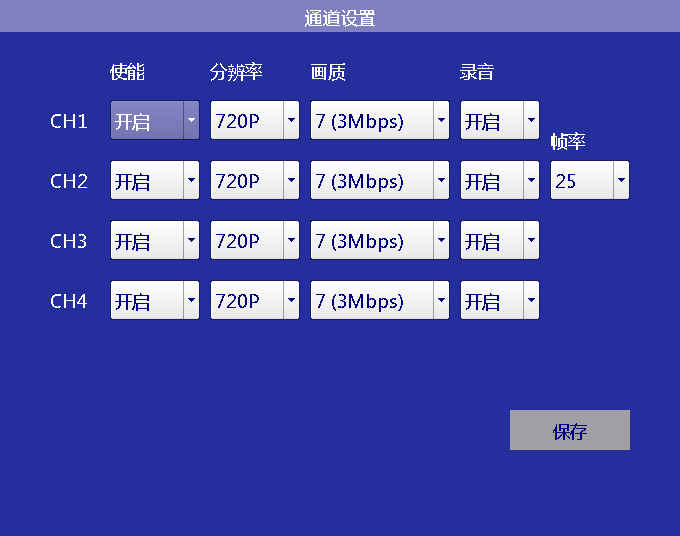 通道设置
使能 分辨率 画质 录音
CH1 开启 720P 7 (3Mbps) 开启
帧率
CH2 开启 720P 7 (3Mbps) 开启 25
CH3 开启 720P 7 (3Mbps) 开启
CH4 开启 720P 7 (3Mbps) 开启
保存